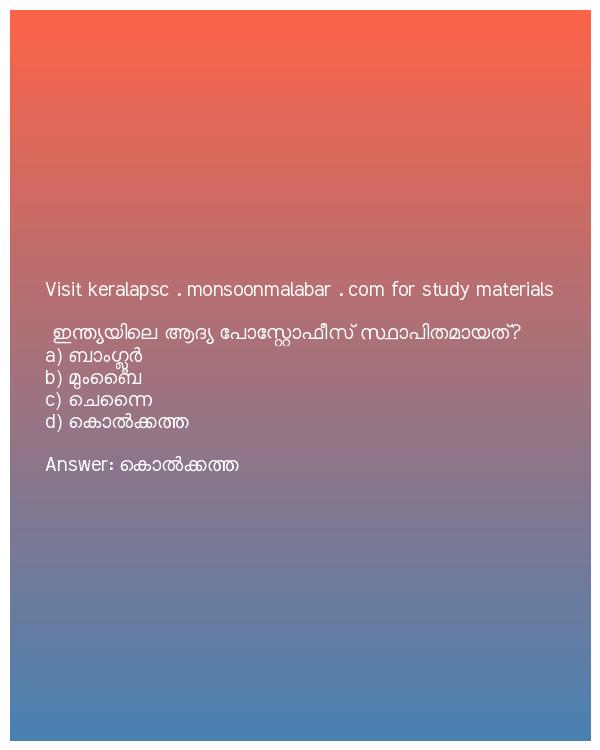 Visit keralapsc . monsoonmalabar . com for study materials
ഇന്ത്യയിലെ ആദ്യ പോസ്റ്റോഫീസ് സ്ഥാപിതമായത്?
a) ബാംഗ്ലൂർ
b) മുംബൈ
c) ചെന്നൈ
d) കൊൽക്കത്ത
Answer: കൊൽക്കത്ത